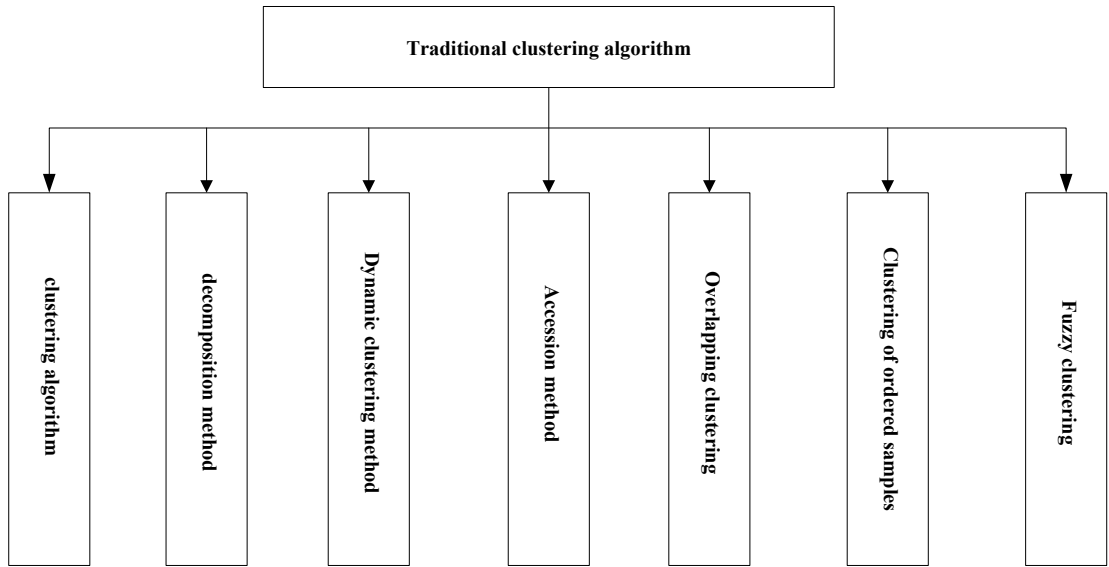 Traditional clustering algorithm
clustering algorithm
decomposition method
Dynamic clustering method
Accession method
Overlapping clustering
Clustering of ordered samples
Fuzzy clustering